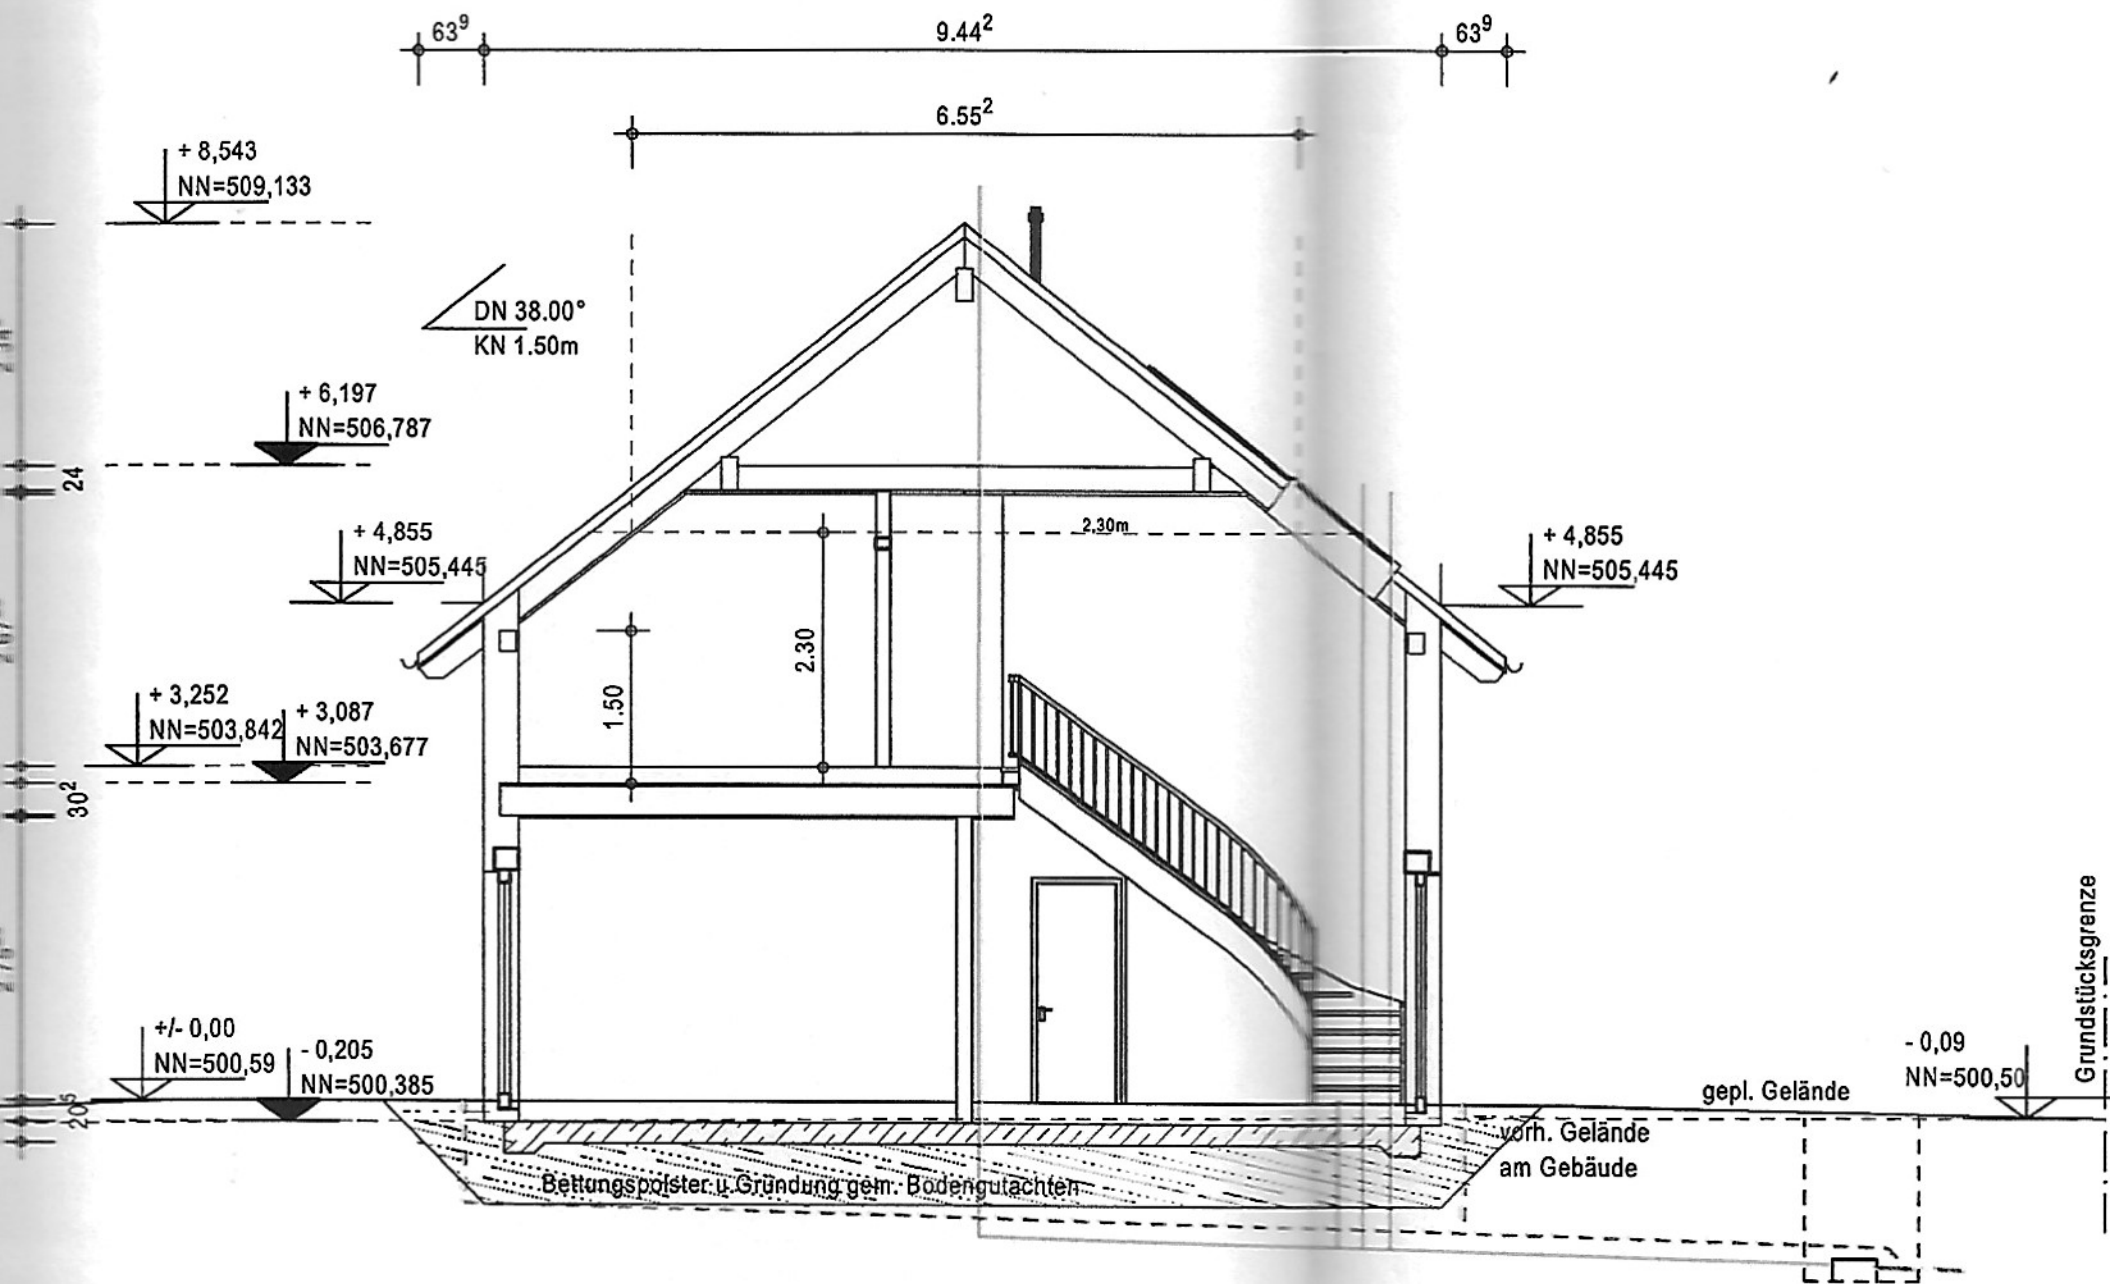 63⁹
9.44²
63⁹
6.55²
+ 8,543
NN=509,133
DN 38.00°
KN 1.50m
+ 6,197
NN=506,787
24
2,30m
+ 4,855
NN=505,445
+ 4,855
NN=505,445
2.30
1.50
+ 3,252
NN=503,842
+ 3,087
NN=503,677
30²
+/- 0,00
NN=500,59
- 0,205
NN=500,385
20⁵
- 0,09
NN=500,50
Grundstücksgrenze
gepl. Gelände
vorh. Gelände
am Gebäude
Bettungspolster u.Gründung gem. Bodengutachten